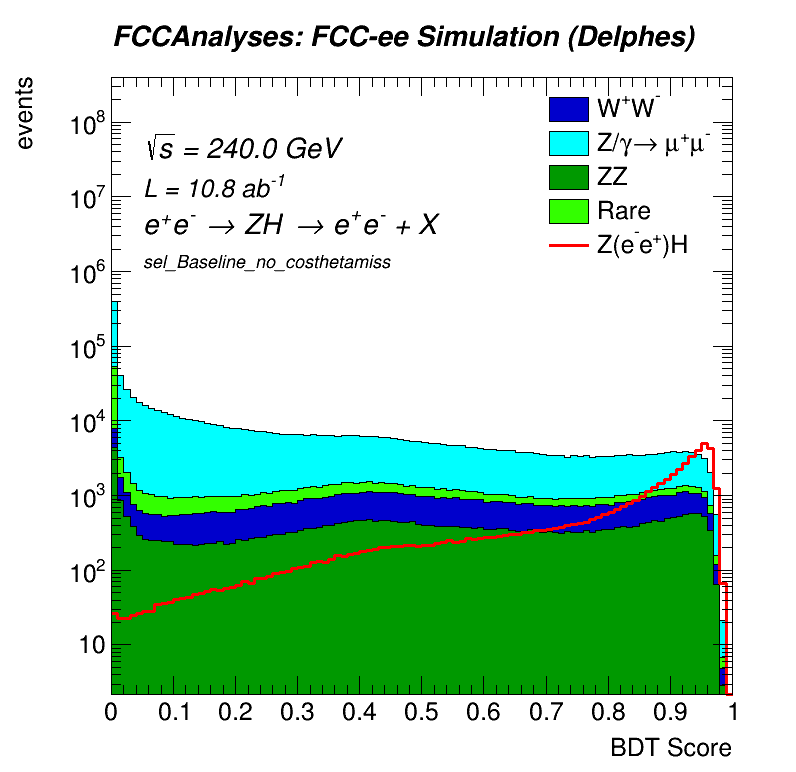 FCCAnalyses: FCC-ee Simulation (Delphes)
events
10⁸
10⁷
10⁶
10⁵
10⁴
10³
10²
10
√s = 240.0 GeV
L = 10.8 ab⁻¹
e⁺e⁻ → ZH → e⁺e⁻ + X
sel_Baseline_no_costhetamiss
W⁺W⁻
Z/γ→ μ⁺μ⁻
ZZ
Rare
Z(e⁻e⁺)H
0 0.1 0.2 0.3 0.4 0.5 0.6 0.7 0.8 0.9 1
BDT Score